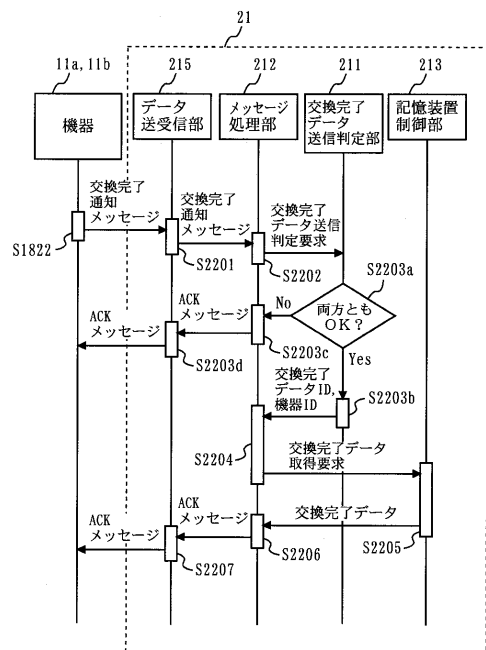 21
11a, 11b
215
212
211
213
機器
データ
送受信部
メッセージ
処理部
交換完了
データ
送信判定部
記憶装置
制御部
交換完了
通知
メッセージ
交換完了
通知
メッセージ
交換完了
データ送信
判定要求
S1822
S2201
S2202
S2203a
両方とも
OK?
No
Yes
ACK
メッセージ
ACK
メッセージ
S2203d
S2203c
交換完了
データID,
機器ID
S2203b
S2204
交換完了データ
取得要求
交換完了データ
ACK
メッセージ
ACK
メッセージ
S2207
S2206
S2205